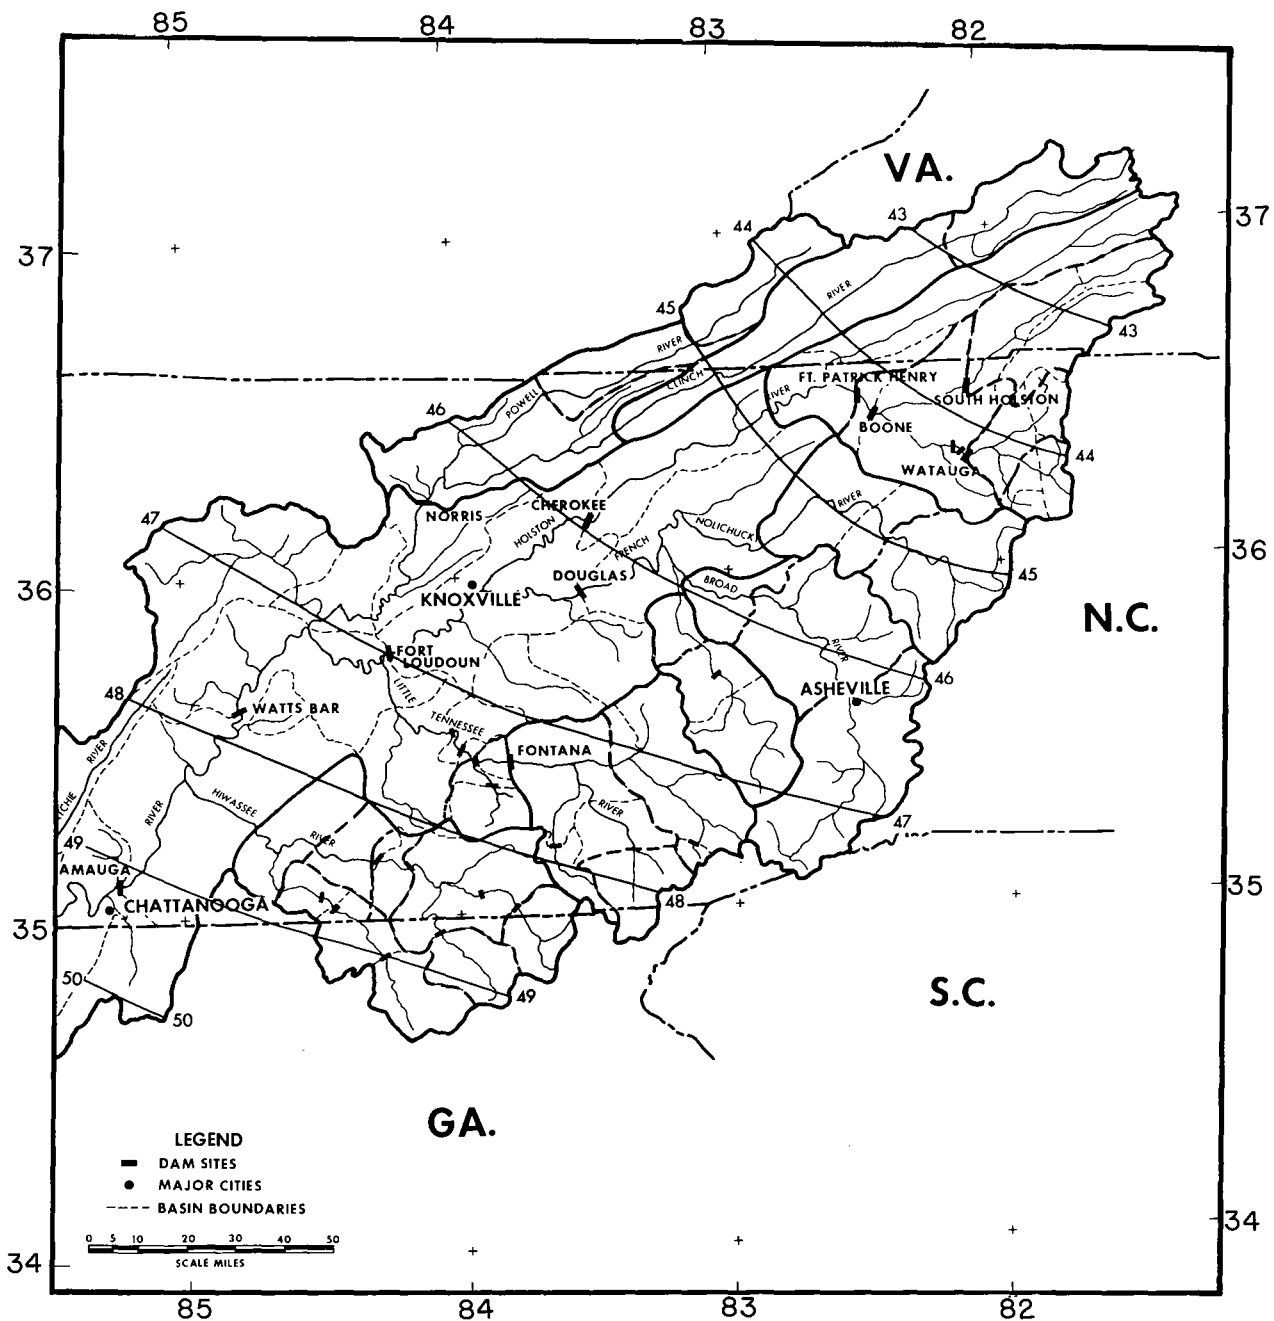 85 84 83 82
VA.
37
43
44
37
45
RIVER
43
RIVER
CLINCH
POWELL
FT. PATRICK HENRY
RIVER
SOUTH HOLSTON
46
BOONE
44
WATAUGA
CHEROKEE
RIVER
NORRIS
47
HOLSTON
NOLICHUCK
FRENCH
36
36
DOUGLAS
45
BROAD
KNOXVILLE
N.C.
FORT
LOUDOUN
RIVER
46
ASHEVILLE
LITTLE
48
WATTS BAR
TENNESSEE
FONTANA
RIVER
HIWASSEE
RIVER
RIVER
47
RIVER
49
AMAUGA
35
CHATTANOOGA
48
35
50
49
S.C.
50
GA.
LEGEND
DAM SITES
MAJOR CITIES
BASIN BOUNDARIES
34
0 5 10 20 30 40 50
SCALE MILES
34
85 84 83 82